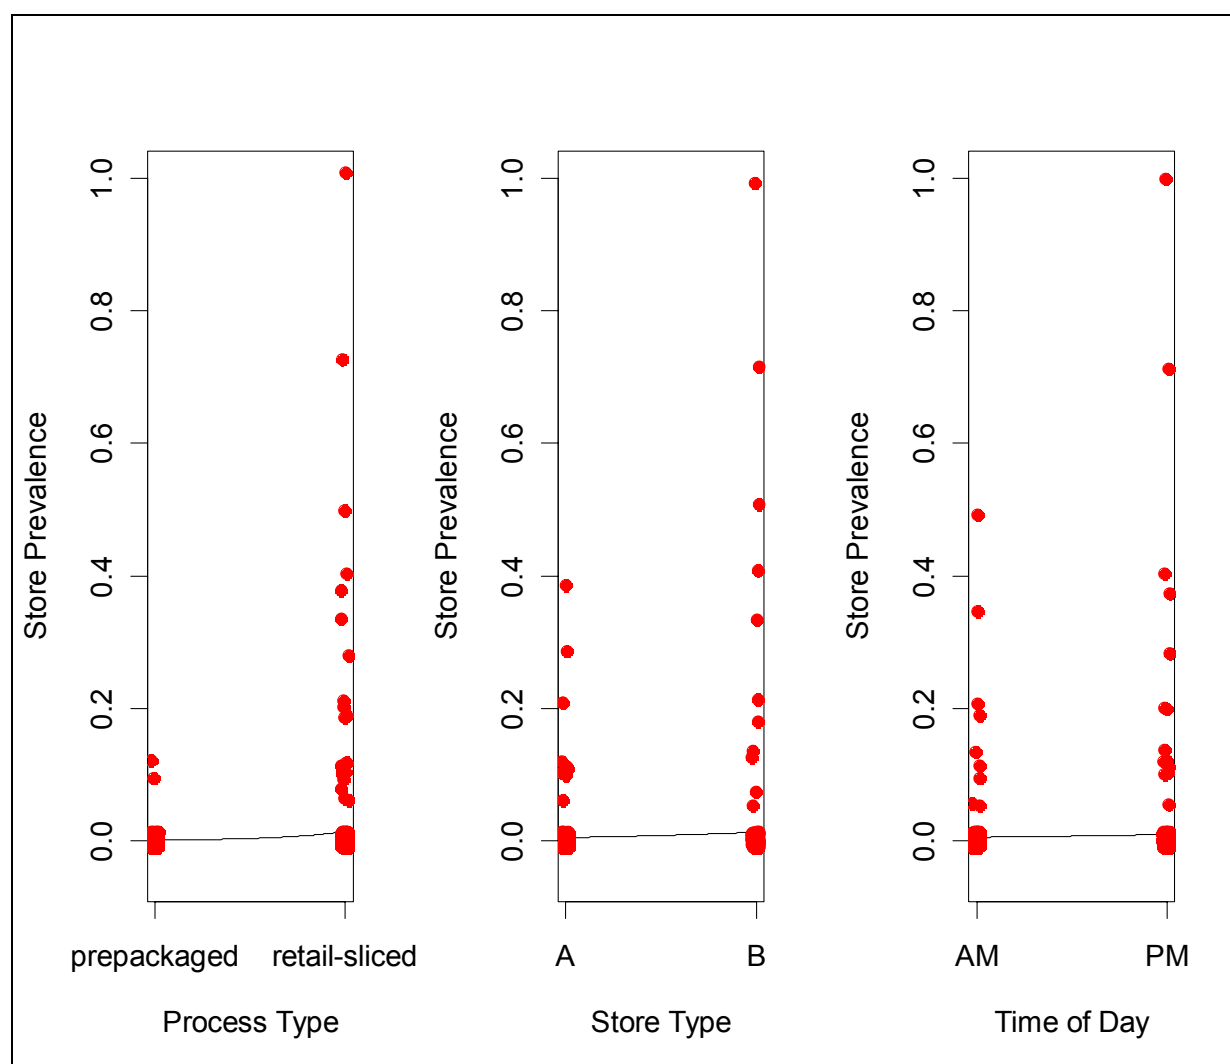 Store Prevalence
1.0
0.8
0.6
0.4
0.2
0.0
prepackaged retail-sliced
Process Type
Store Prevalence
1.0
0.8
0.6
0.4
0.2
0.0
A B
Store Type
Store Prevalence
1.0
0.8
0.6
0.4
0.2
0.0
AM PM
Time of Day